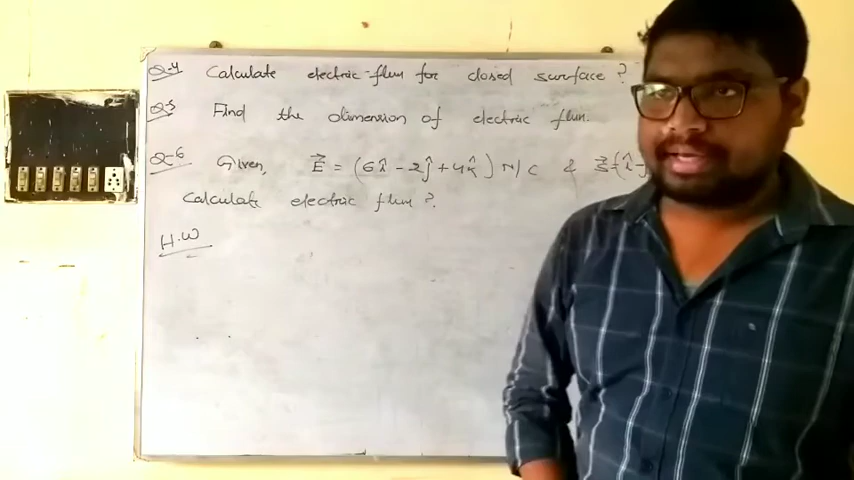 Q-4 Calculate electric flux for closed surface ?
Q-5 Find the dimension of electric flux.
Q-6 Given, E⃗ = (6î - 2ĵ + 4k̂) N/C & S⃗ = (î -
Calculate electric flux ?
H.W